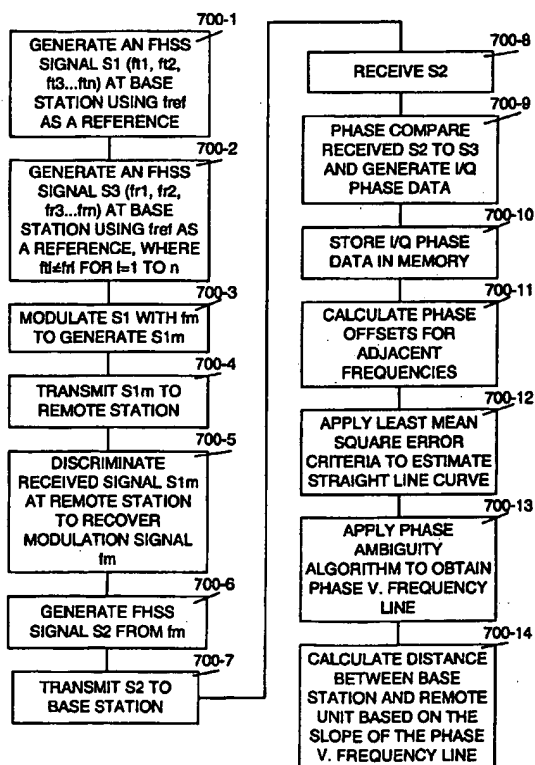 700-1
GENERATE AN FHSS
SIGNAL S1 (ft1, ft2,
ft3...ftn) AT BASE
STATION USING fref
AS A REFERENCE
700-2
GENERATE AN FHSS
SIGNAL S3 (fr1, fr2,
fr3...frn) AT BASE
STATION USING fref AS
A REFERENCE, WHERE
fti≠fri FOR I=1 TO n
700-3
MODULATE S1 WITH fm
TO GENERATE S1m
700-4
TRANSMIT S1m TO
REMOTE STATION
700-5
DISCRIMINATE
RECEIVED SIGNAL S1m
AT REMOTE STATION
TO RECOVER
MODULATION SIGNAL
fm
700-6
GENERATE FHSS
SIGNAL S2 FROM fm
700-7
TRANSMIT S2 TO
BASE STATION
700-8
RECEIVE S2
700-9
PHASE COMPARE
RECEIVED S2 TO S3
AND GENERATE I/Q
PHASE DATA
700-10
STORE I/Q PHASE
DATA IN MEMORY
700-11
CALCULATE PHASE
OFFSETS FOR
ADJACENT
FREQUENCIES
700-12
APPLY LEAST MEAN
SQUARE ERROR
CRITERIA TO ESTIMATE
STRAIGHT LINE CURVE
700-13
APPLY PHASE
AMBIGUITY
ALGORITHM TO OBTAIN
PHASE V. FREQUENCY
LINE
700-14
CALCULATE DISTANCE
BETWEEN BASE
STATION AND REMOTE
UNIT BASED ON THE
SLOPE OF THE PHASE
V. FREQUENCY LINE